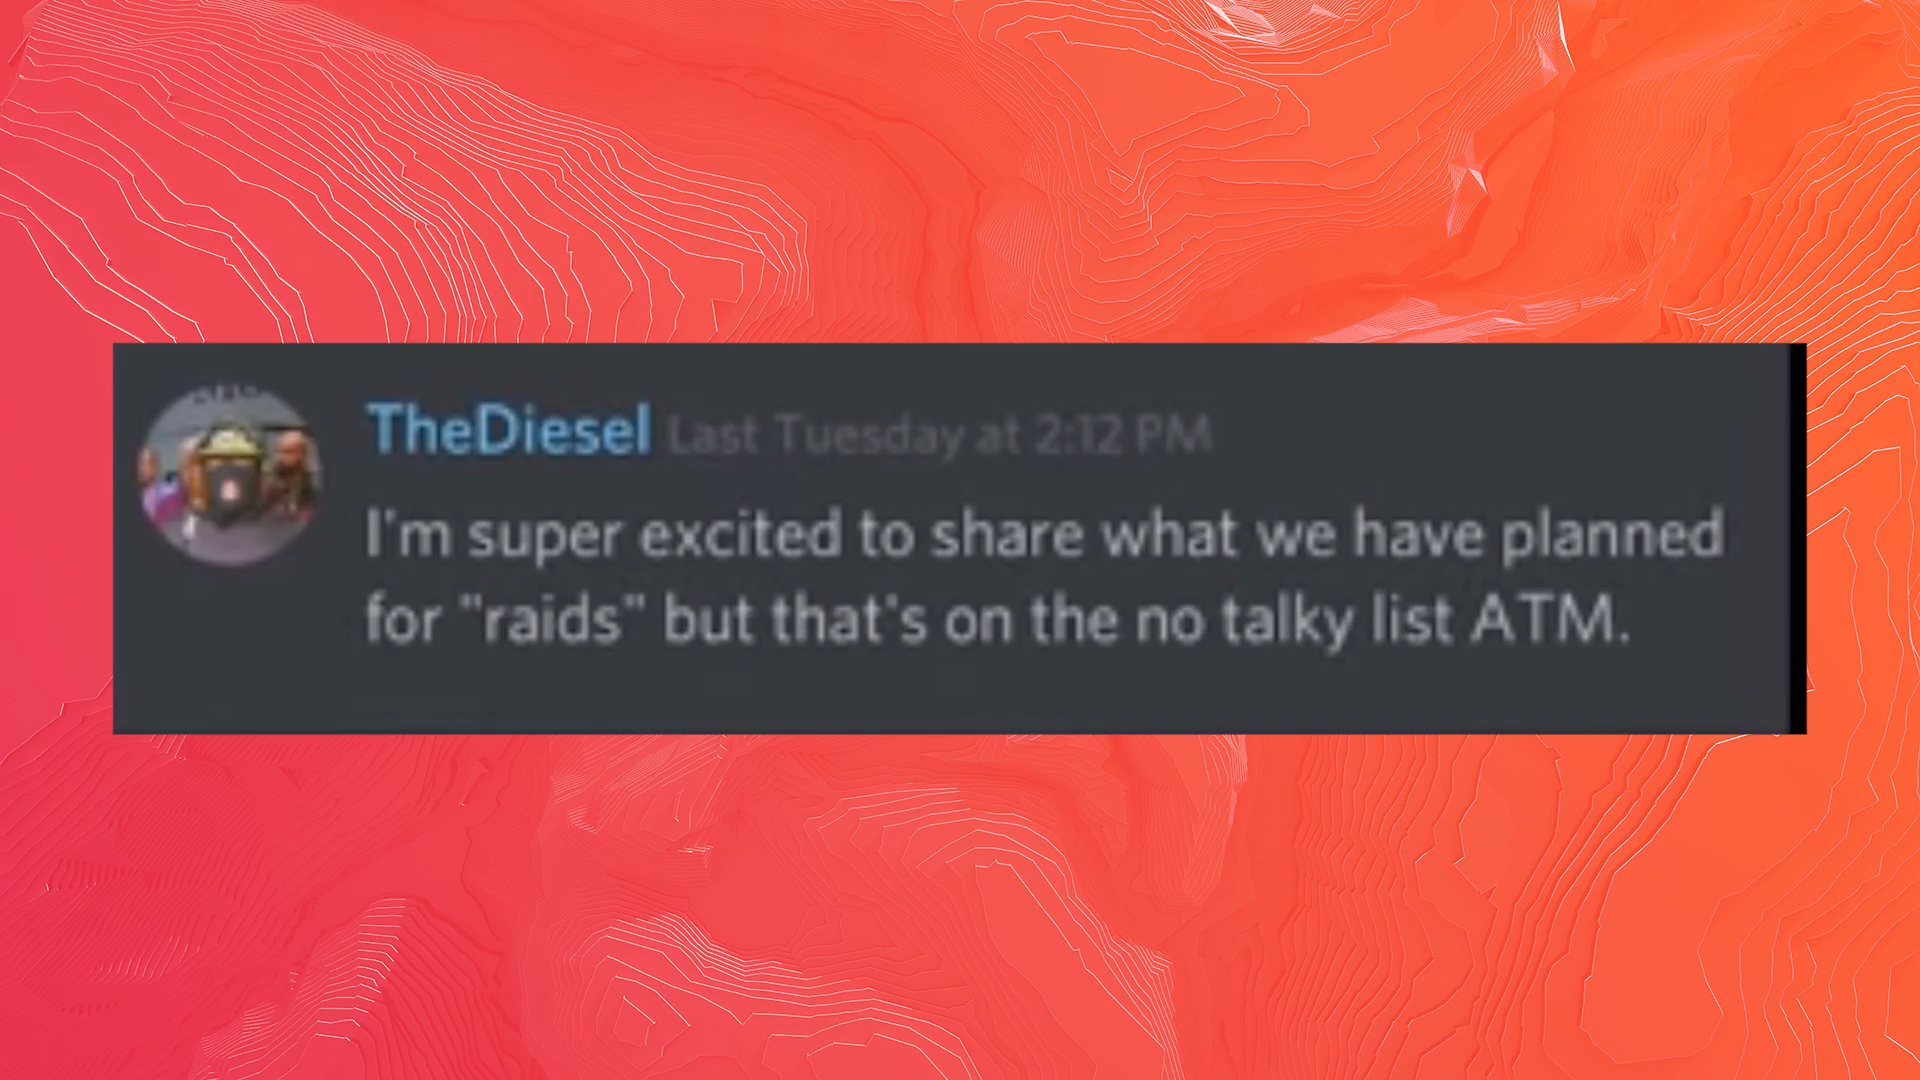 TheDiesel Last Tuesday at 2:12 PM
I'm super excited to share what we have planned
for "raids" but that's on the no talky list ATM.